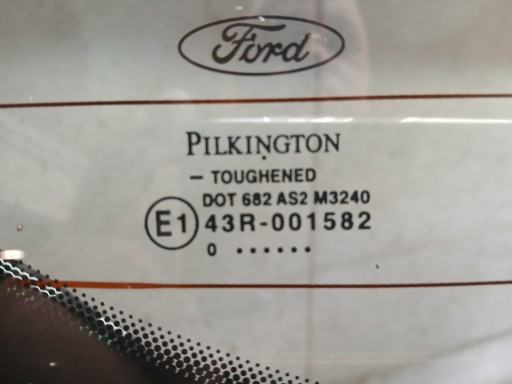 Ford
PILKINGTON
– TOUGHENED
DOT 682 AS2 M3240
E1 43R-001582
0 ••••••